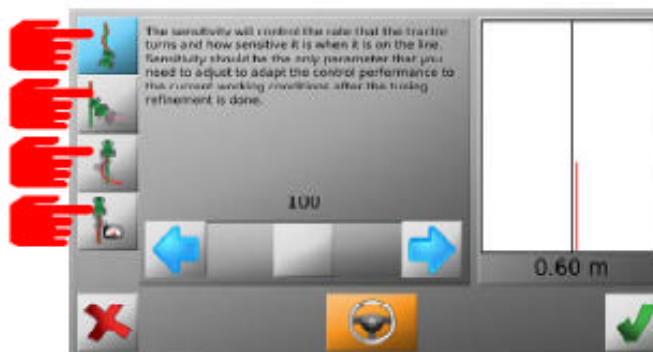 The sensitivity will control the rate that the tractor
turns and how sensitive it is when it is on the line.
Sensitivity should be the only parameter that you
need to adjust to adapt the control performance to
the current working conditions after the tuning
refinement is done.
100
0.60 m